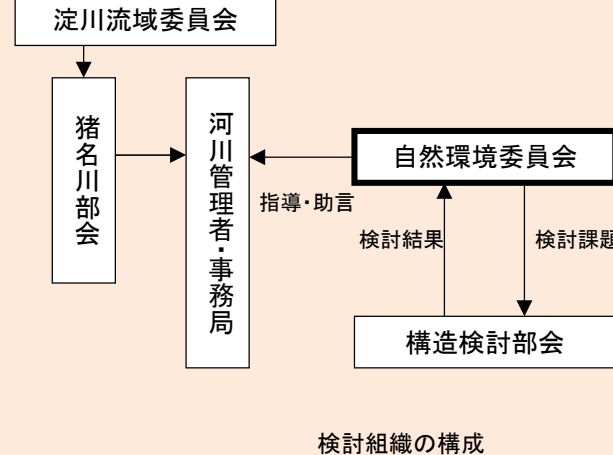 淀川流域委員会
猪名川部会
河川管理者・事務局
自然環境委員会
指導・助言
検討結果
検討課題
構造検討部会
検討組織の構成